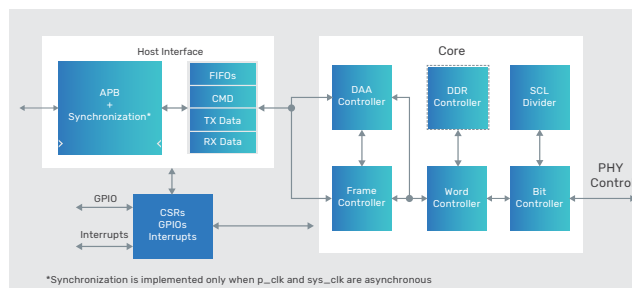 Host Interface
APB
+
Synchronization*
FIFOs
CMD
TX Data
RX Data
Core
DAA
Controller
DDR
Controller
SCL
Divider
Frame
Controller
Word
Controller
Bit
Controller
PHY
Contro
GPIO
Interrupts
CSRs
GPIOs
Interrupts
*Synchronization is implemented only when p_clk and sys_clk are asynchronous